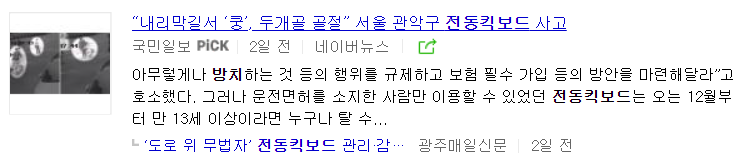 “내리막길서 ‘쿵’, 두개골 골절” 서울 관악구 전동킥보드 사고
국민일보 PiCK 2일 전 네이버뉴스
아무렇게나 방치하는 것 등의 행위를 규제하고 보험 필수 가입 등의 방안을 마련해달라”고
호소했다. 그러나 운전면허를 소지한 사람만 이용할 수 있었던 전동킥보드는 오는 12월부
터 만 13세 이상이라면 누구나 탈 수...
‘도로 위 무법자’ 전동킥보드 관리·감… 광주매일신문 2일 전